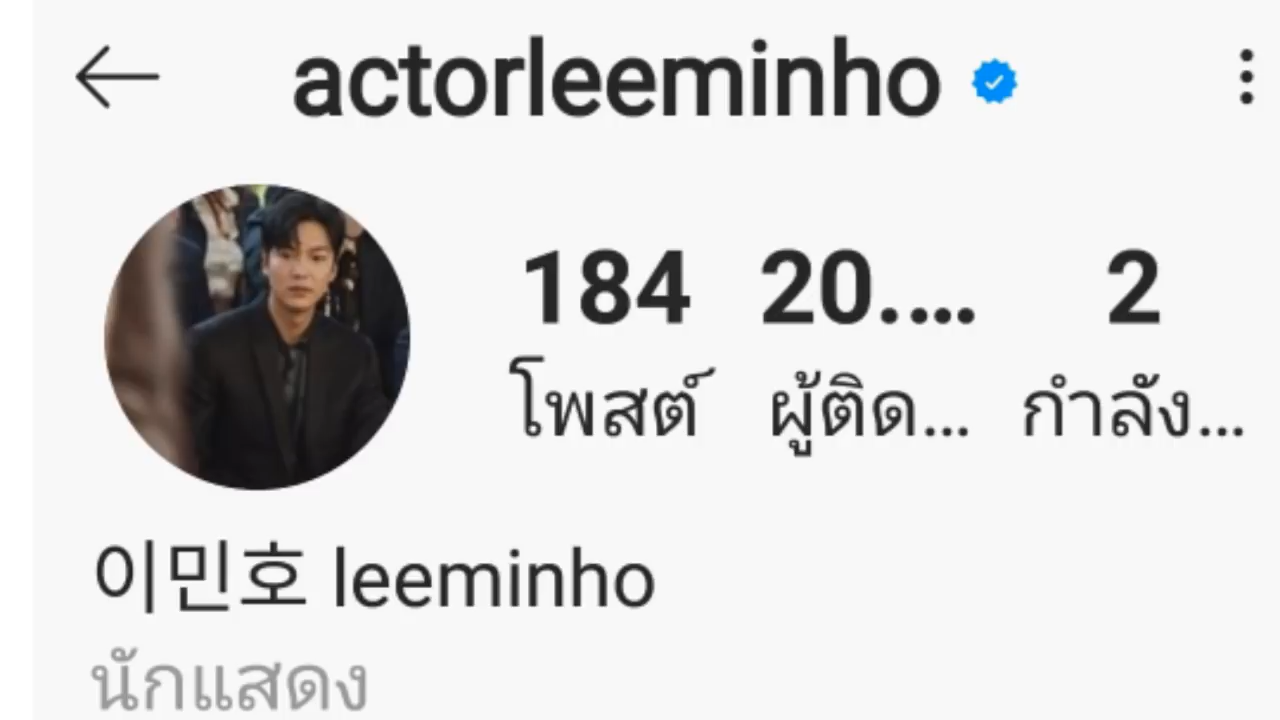 actorleeminho
184 20.... 2
โพสต์ ผู้ติด... กำลัง...
이민호 leeminho
นักแสดง